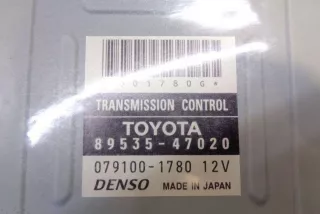 TRANSMISSION CONTROL
TOYOTA
89535-47020
079100-1780 12V
DENSO MADE IN JAPAN